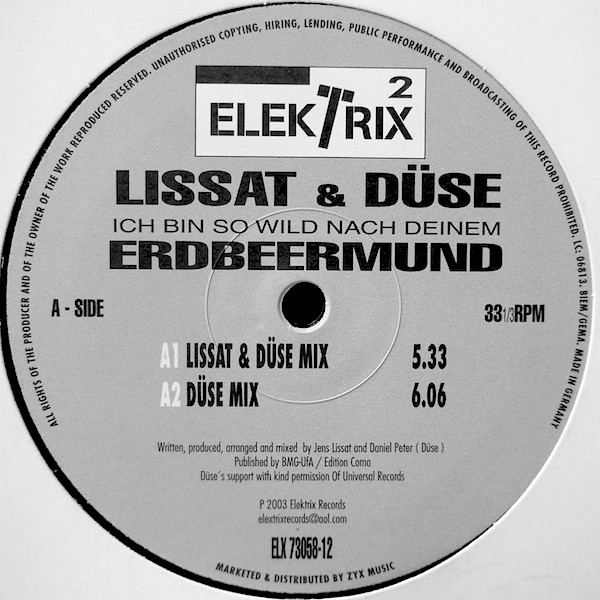 ALL RIGHTS OF THE PRODUCER AND OF THE OWNER OF THE WORK REPRODUCED RESERVED. UNAUTHORISED COPYING, HIRING, LENDING, PUBLIC PERFORMANCE AND BROADCASTING OF THIS RECORD PROHIBITED. LC: 06813. BIEM/GEMA. MADE IN GERMANY
2
ELEKTRIX
LISSAT & DÜSE
ICH BIN SO WILD NACH DEINEM
ERDBEERMUND
A - SIDE
33 1/3 RPM
A1 LISSAT & DÜSE MIX 5.33
A2 DÜSE MIX 6.06
Written, produced, arranged and mixed by Jens Lissat and Daniel Peter ( Düse )
Published by BMG-UfA / Edition Coma
Düse´s support with kind permission Of Universal Records
P 2003 Elektrix Records
elextrixrecords@aol.com
ELX 73058-12
MARKETED & DISTRIBUTED BY ZYX MUSIC